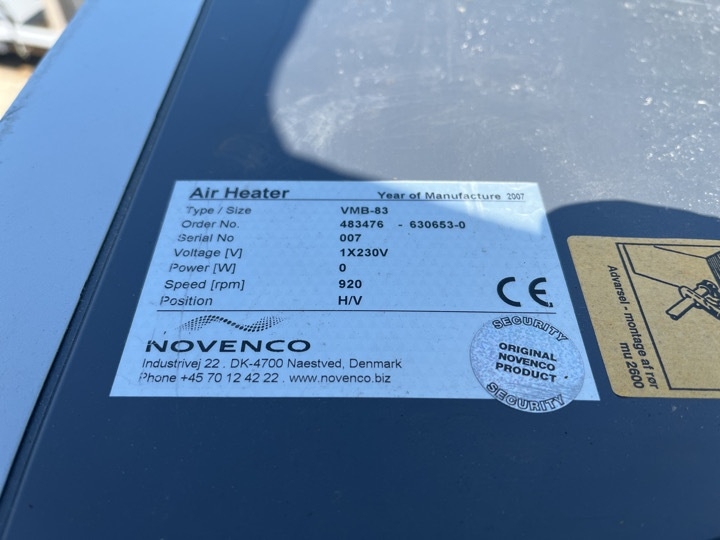 Air Heater Year of Manufacture 2007
Type / Size VMB-83
Order No. 483476 - 630653-0
Serial No 007
Voltage [V] 1X230V
Power [W] 0
Speed [rpm] 920
Position H/V
CE
NOVENCO
Industrivej 22 . DK-4700 Naestved, Denmark
Phone +45 70 12 42 22 . www.novenco.biz
SECURITY
ORIGINAL
NOVENCO
PRODUCT
SECURITY
Advarsel - montage af rør
mu 2600